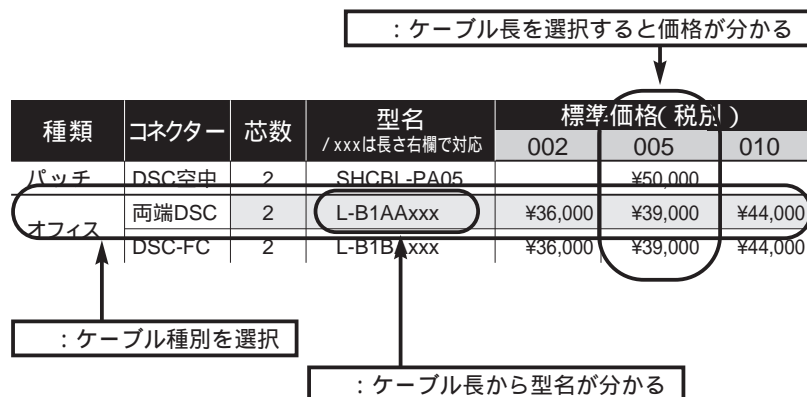 ：ケーブル長を選択すると価格が分かる
種類 コネクター 芯数 型名 標準価格(税別)
/xxxは長さ右欄で対応 002 005 010
パッチ DSC空中 2 SHCBL-PA05 ¥50,000
オフィス 両端DSC 2 L-B1AAxxx ¥36,000 ¥39,000 ¥44,000
DSC-FC 2 L-B1BAxxx ¥36,000 ¥39,000 ¥44,000
：ケーブル種別を選択
：ケーブル長から型名が分かる